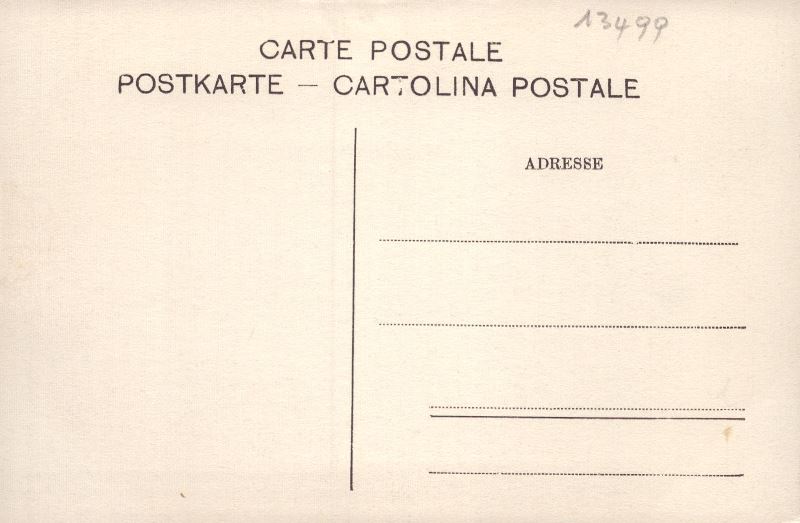 13499
CARTE POSTALE
POSTKARTE — CARTOLINA POSTALE
ADRESSE